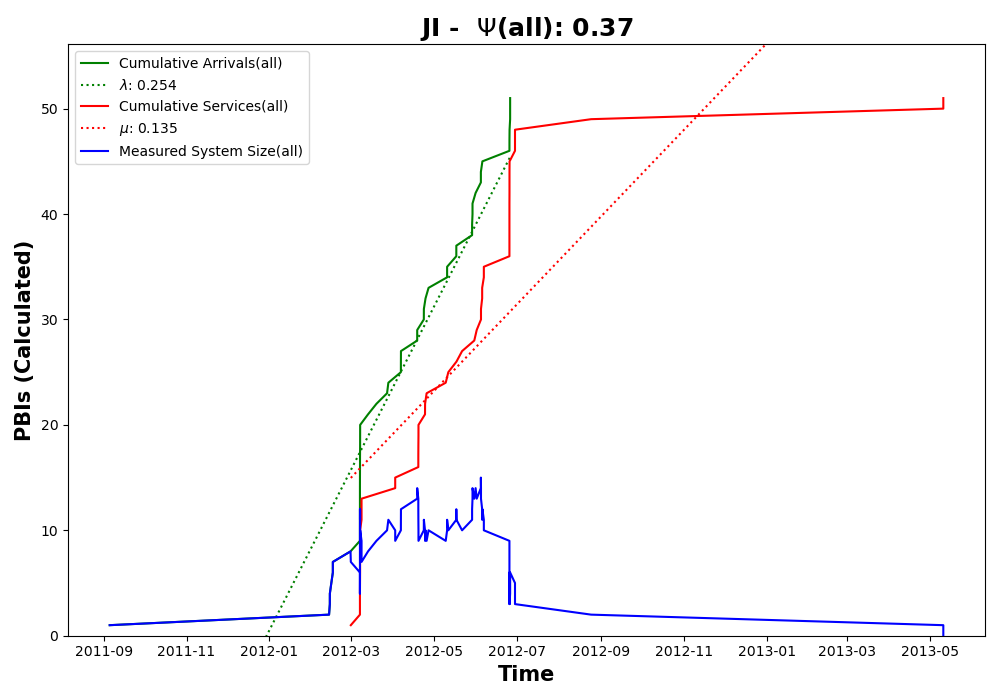 JI - Ψ(all): 0.37
Cumulative Arrivals(all)
λ: 0.254
Cumulative Services(all)
μ: 0.135
Measured System Size(all)
PBIs (Calculated)
50
40
30
20
10
0
2011-09 2011-11 2012-01 2012-03 2012-05 2012-07 2012-09 2012-11 2013-01 2013-03 2013-05
Time